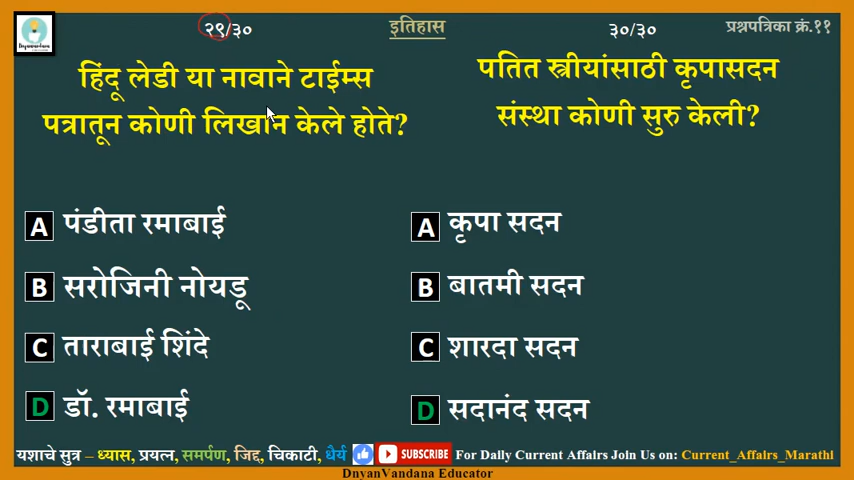 २९/३०
इतिहास
३०/३०
प्रश्नपत्रिका क्रं.११
हिंदू लेडी या नावाने टाईम्स
पत्रातून कोणी लिखान केले होते?
A पंडीता रमाबाई
B सरोजिनी नोयडू
C ताराबाई शिंदे
D डॉ. रमाबाई
पतित स्त्रीयांसाठी कृपासदन
संस्था कोणी सुरु केली?
A कृपा सदन
B बातमी सदन
C शारदा सदन
D सदानंद सदन
यशाचे सुत्र – ध्यास, प्रयत्न, समर्पण, जिद्द, चिकाटी, धैर्य SUBSCRIBE For Daily Current Affairs Join Us on: Current_Affairs_Marathi
DnyanVandana Educator